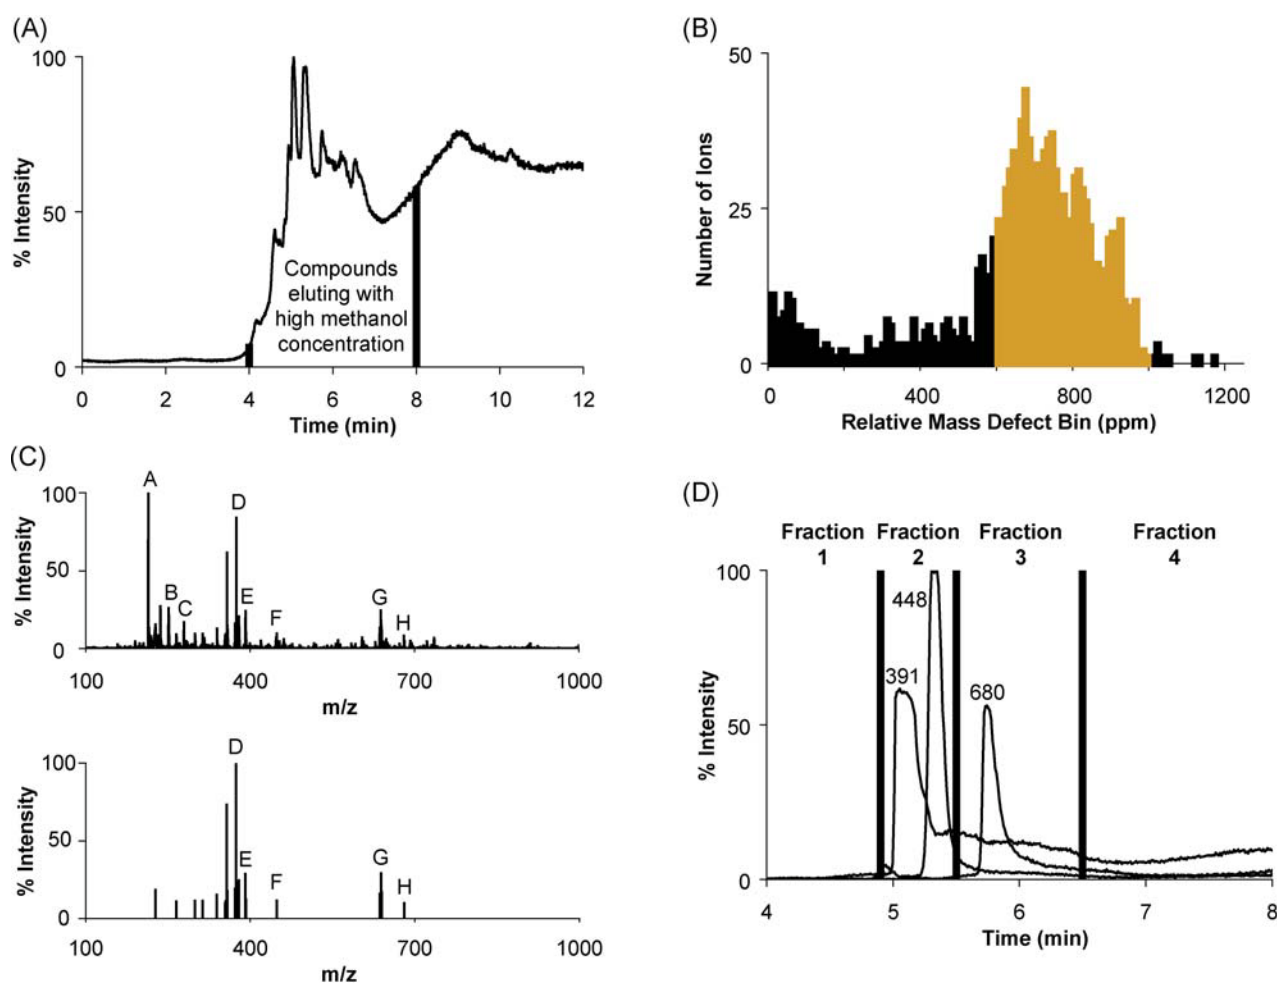 (A)
100
50
0
% Intensity
Compounds
eluting with
high methanol
concentration
0 2 4 6 8 10 12
Time (min)
(B)
50
25
0
Number of Ions
0 400 800 1200
Relative Mass Defect Bin (ppm)
(C)
100
50
0
% Intensity
A
B
C
D
E
F
G
H
100 400 700 1000
m/z
100
50
0
% Intensity
D
E
F
G
H
100 400 700 1000
m/z
(D)
Fraction Fraction Fraction Fraction
1 2 3 4
100
50
0
% Intensity
448
391
680
4 5 6 7 8
Time (min)